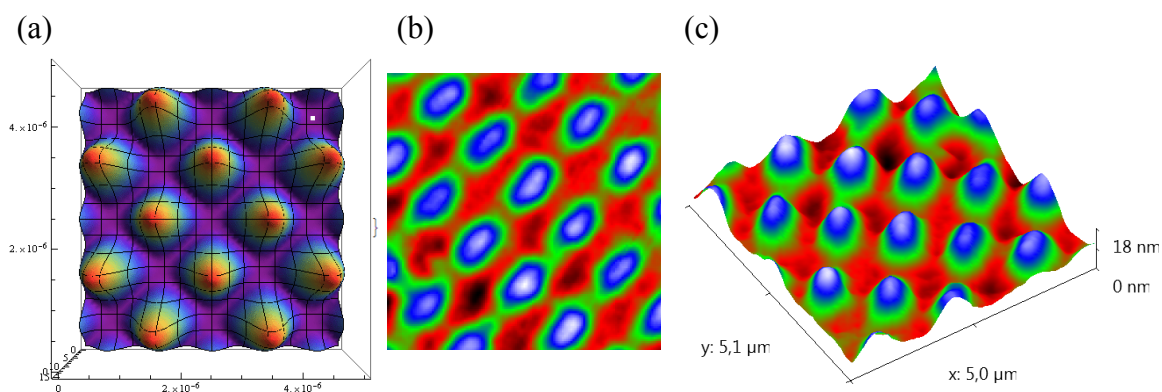 (a)
(b)
(c)
4.×10⁻⁶
2.×10⁻⁶
0
0
2.×10⁻⁶
4.×10⁻⁶
18 nm
0 nm
y: 5,1 µm
x: 5,0 µm